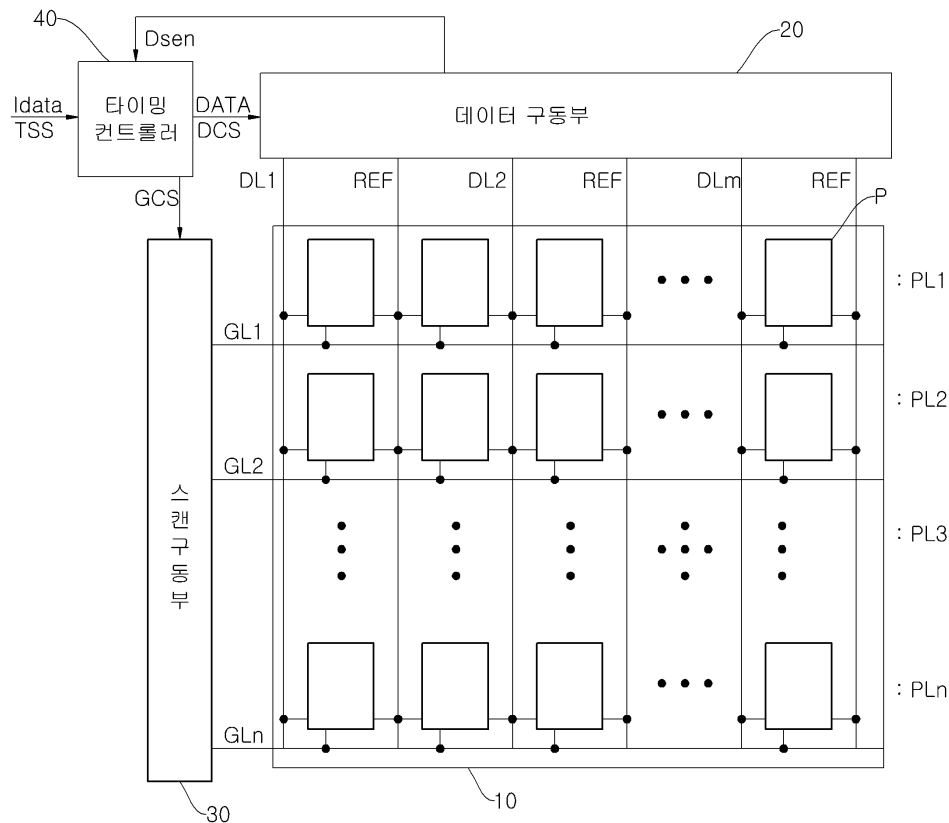 40
Dsen
20
Idata
TSS
타이밍
컨트롤러
DATA
DCS
데이터 구동부
GCS
DL1
REF
DL2
REF
DLm
REF
P
: PL1
GL1
: PL2
GL2
스캔구동부
: PL3
: PLn
GLn
30
10